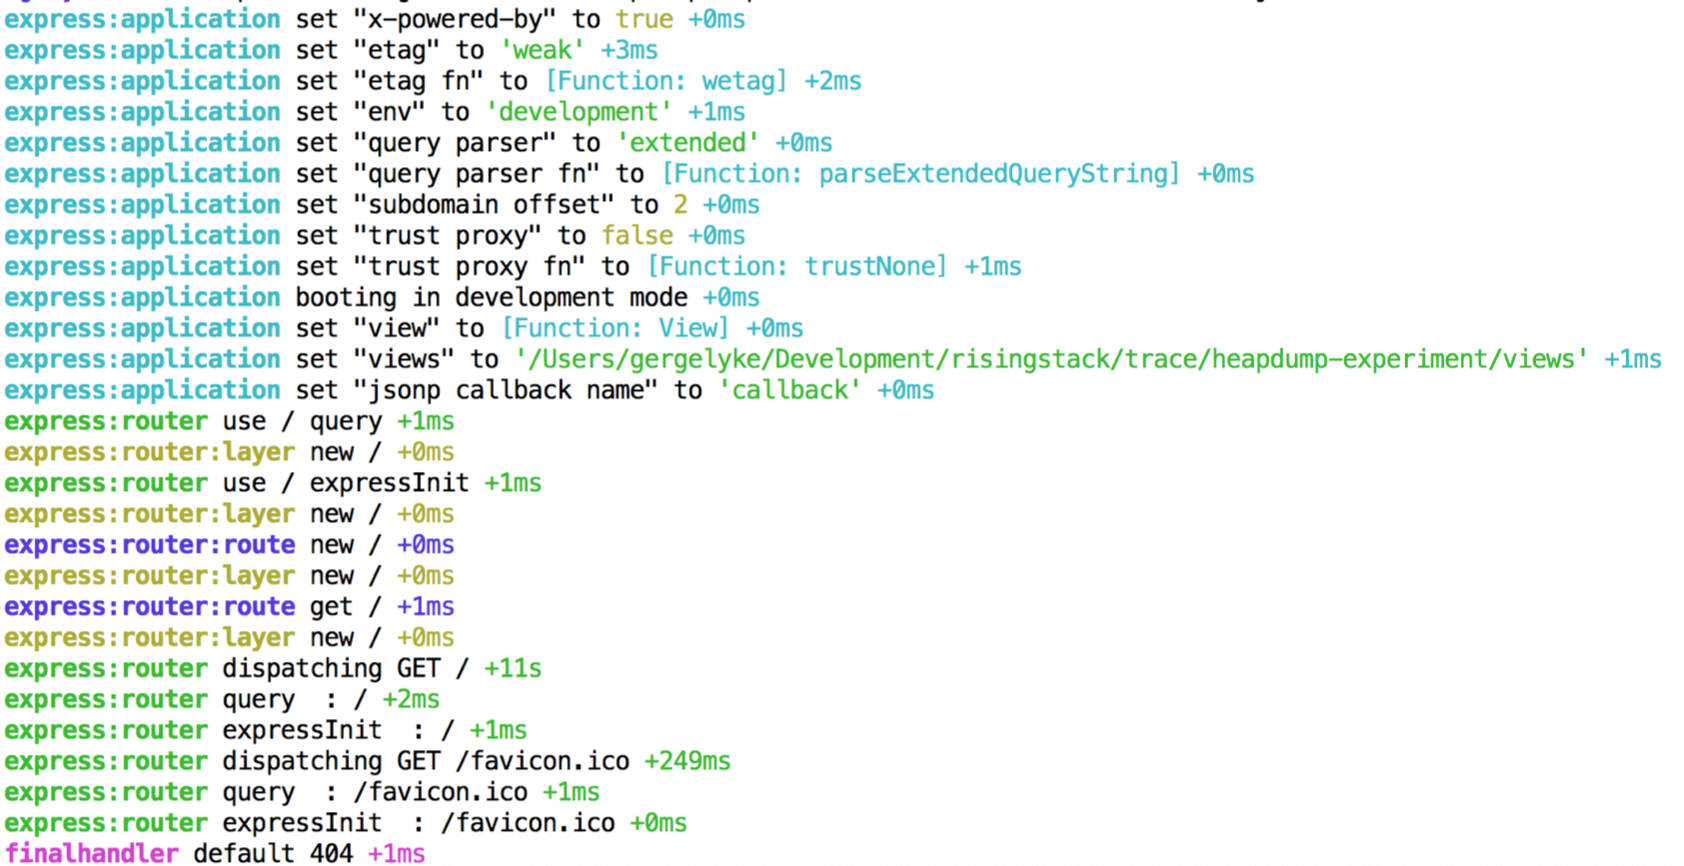 express:application set "x-powered-by" to true +0ms
express:application set "etag" to 'weak' +3ms
express:application set "etag fn" to [Function: wetag] +2ms
express:application set "env" to 'development' +1ms
express:application set "query parser" to 'extended' +0ms
express:application set "query parser fn" to [Function: parseExtendedQueryString] +0ms
express:application set "subdomain offset" to 2 +0ms
express:application set "trust proxy" to false +0ms
express:application set "trust proxy fn" to [Function: trustNone] +1ms
express:application booting in development mode +0ms
express:application set "view" to [Function: View] +0ms
express:application set "views" to '/Users/gergelyke/Development/risingstack/trace/heapdump-experiment/views' +1ms
express:application set "jsonp callback name" to 'callback' +0ms
express:router use / query +1ms
express:router:layer new / +0ms
express:router use / expressInit +1ms
express:router:layer new / +0ms
express:router:route new / +0ms
express:router:layer new / +0ms
express:router:route get / +1ms
express:router:layer new / +0ms
express:router dispatching GET / +11s
express:router query  : / +2ms
express:router expressInit  : / +1ms
express:router dispatching GET /favicon.ico +249ms
express:router query  : /favicon.ico +1ms
express:router expressInit  : /favicon.ico +0ms
finalhandler default 404 +1ms